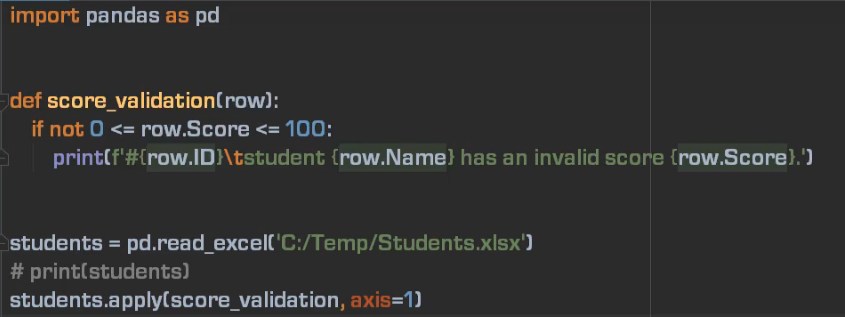 import pandas as pd
def score_validation(row):
    if not 0 <= row.Score <= 100:
        print(f'#{row.ID}\tstudent {row.Name} has an invalid score {row.Score}.')
students = pd.read_excel('C:/Temp/Students.xlsx')
# print(students)
students.apply(score_validation, axis=1)